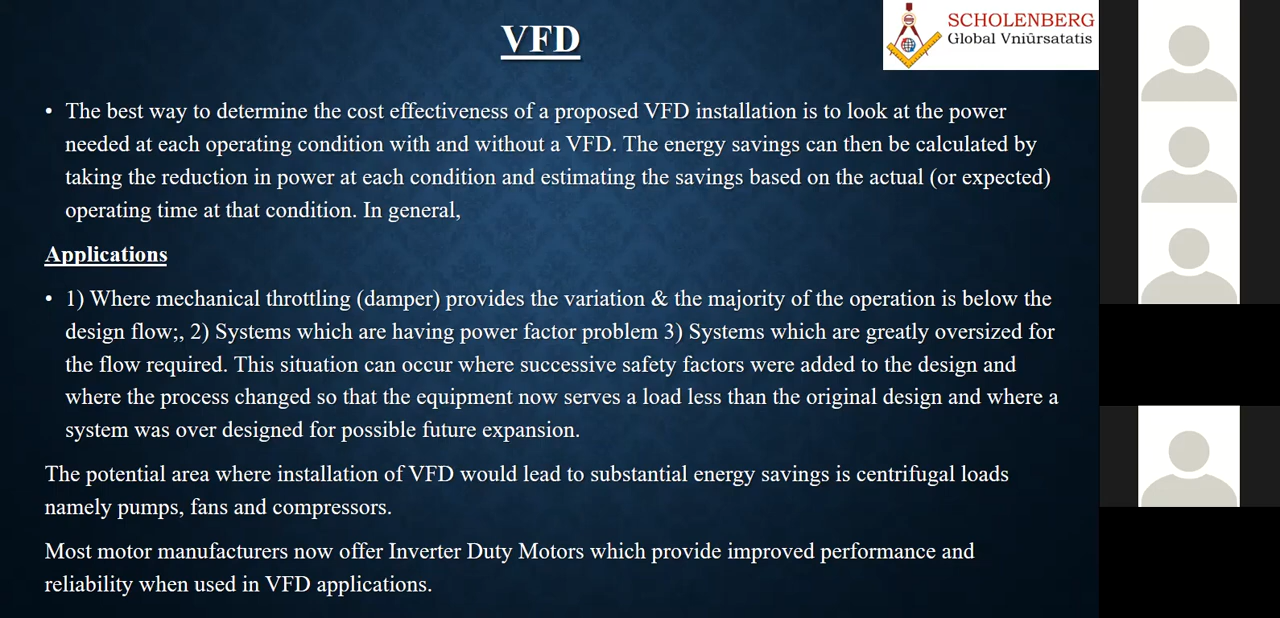 VFD
SCHOLENBERG
Global Vniûrsatatis
• The best way to determine the cost effectiveness of a proposed VFD installation is to look at the power
needed at each operating condition with and without a VFD. The energy savings can then be calculated by
taking the reduction in power at each condition and estimating the savings based on the actual (or expected)
operating time at that condition. In general,
Applications
• 1) Where mechanical throttling (damper) provides the variation & the majority of the operation is below the
design flow;, 2) Systems which are having power factor problem 3) Systems which are greatly oversized for
the flow required. This situation can occur where successive safety factors were added to the design and
where the process changed so that the equipment now serves a load less than the original design and where a
system was over designed for possible future expansion.
The potential area where installation of VFD would lead to substantial energy savings is centrifugal loads
namely pumps, fans and compressors.
Most motor manufacturers now offer Inverter Duty Motors which provide improved performance and
reliability when used in VFD applications.